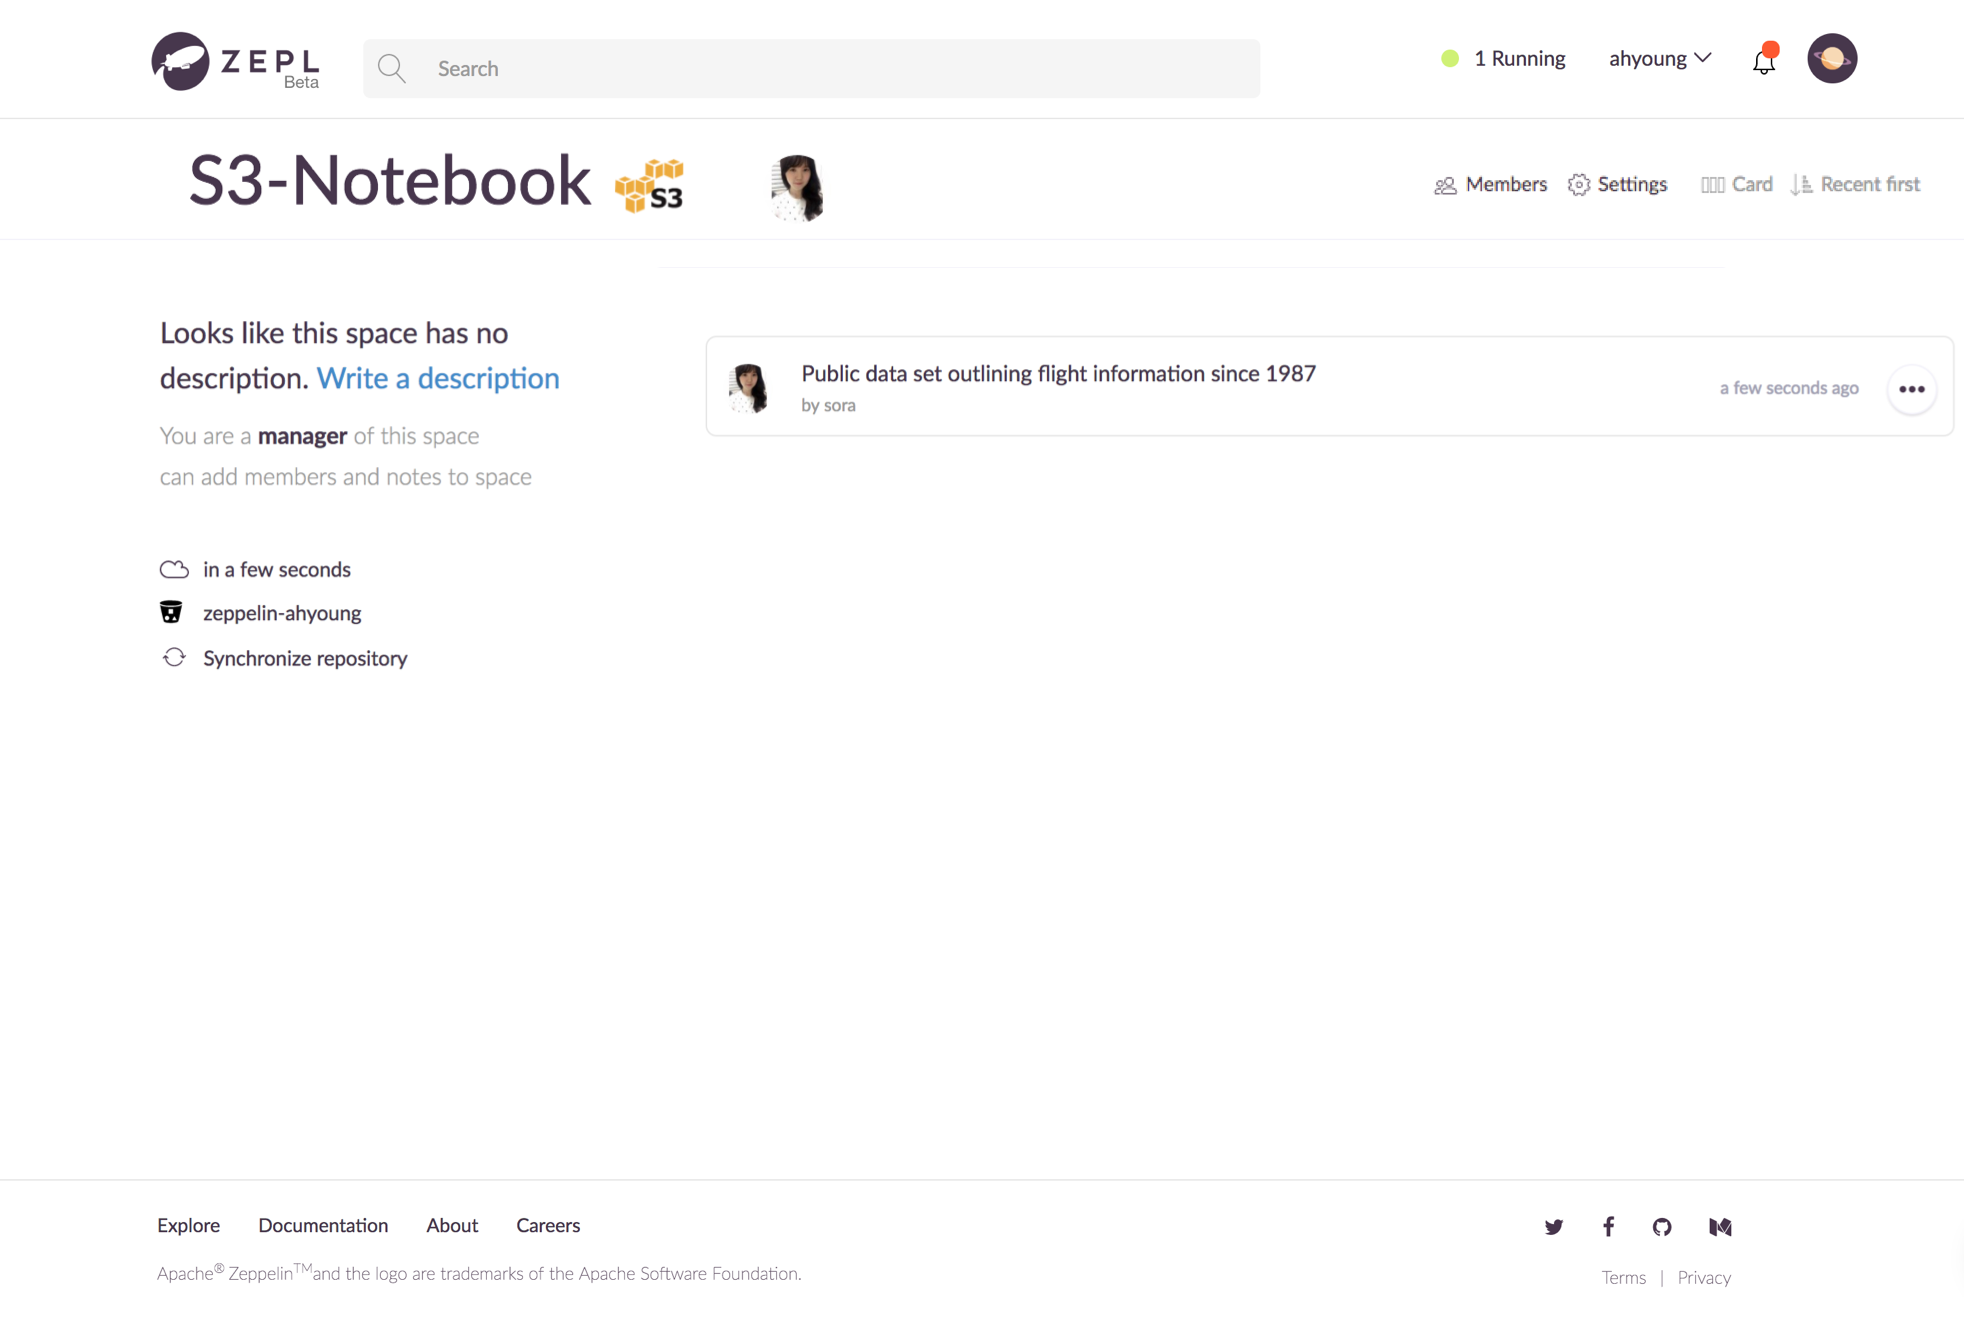 ZEPL
Beta
Search
1 Running
ahyoung
S3-Notebook
S3
Members
Settings
Card
Recent first
Looks like this space has no
description. Write a description
You are a manager of this space
can add members and notes to space
in a few seconds
zeppelin-ahyoung
Synchronize repository
Public data set outlining flight information since 1987
by sora
a few seconds ago
Explore Documentation About Careers
Apache® Zeppelin™and the logo are trademarks of the Apache Software Foundation.
Terms | Privacy